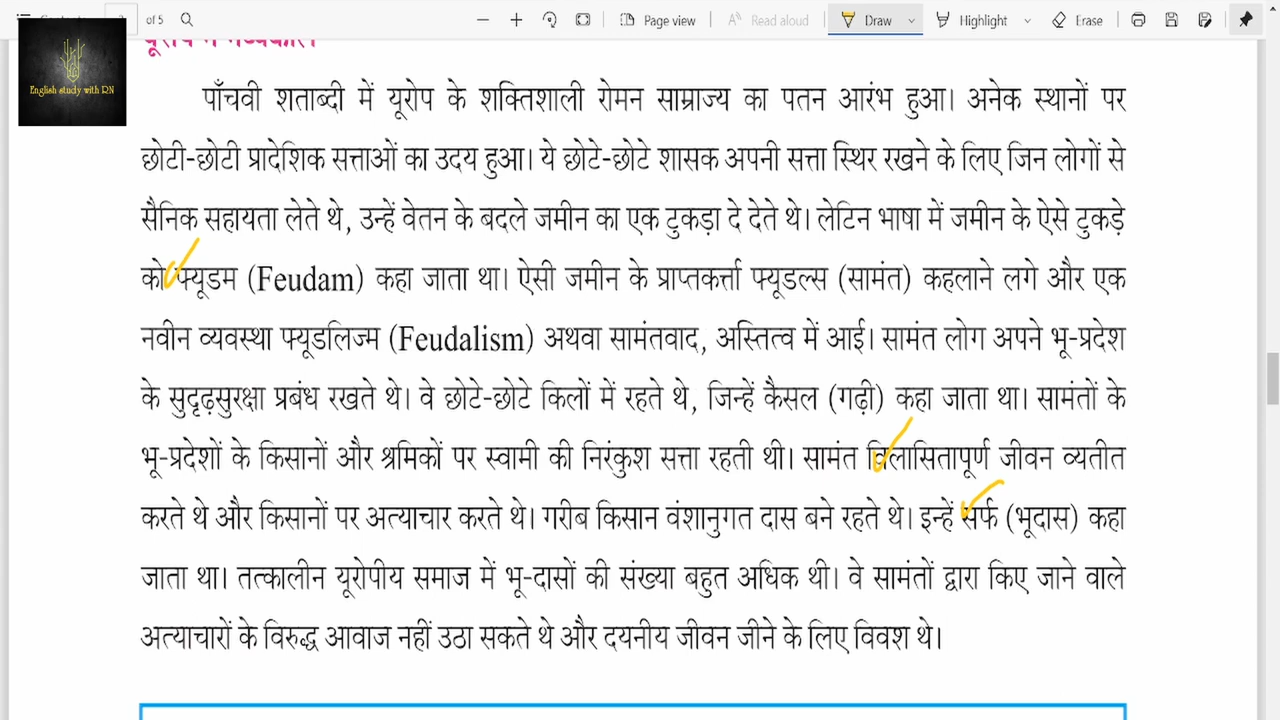 of 5
Page view
Read aloud
Draw
Highlight
Erase
English study with RN
पाँचवी शताब्दी में यूरोप के शक्तिशाली रोमन साम्राज्य का पतन आरंभ हुआ। अनेक स्थानों पर
छोटी-छोटी प्रादेशिक सत्ताओं का उदय हुआ। ये छोटे-छोटे शासक अपनी सत्ता स्थिर रखने के लिए जिन लोगों से
सैनिक सहायता लेते थे, उन्हें वेतन के बदले जमीन का एक टुकड़ा दे देते थे। लेटिन भाषा में जमीन के ऐसे टुकड़े
को फ्यूडम (Feudam) कहा जाता था। ऐसी जमीन के प्राप्तकर्त्ता फ्यूडल्स (सामंत) कहलाने लगे और एक
नवीन व्यवस्था फ्यूडलिज्म (Feudalism) अथवा सामंतवाद, अस्तित्व में आई। सामंत लोग अपने भू-प्रदेश
के सुदृढ़सुरक्षा प्रबंध रखते थे। वे छोटे-छोटे किलों में रहते थे, जिन्हें कैसल (गढ़ी) कहा जाता था। सामंतों के
भू-प्रदेशों के किसानों और श्रमिकों पर स्वामी की निरंकुश सत्ता रहती थी। सामंत विलासितापूर्ण जीवन व्यतीत
करते थे और किसानों पर अत्याचार करते थे। गरीब किसान वंशानुगत दास बने रहते थे। इन्हें सर्फ (भूदास) कहा
जाता था। तत्कालीन यूरोपीय समाज में भू-दासों की संख्या बहुत अधिक थी। वे सामंतों द्वारा किए जाने वाले
अत्याचारों के विरुद्ध आवाज नहीं उठा सकते थे और दयनीय जीवन जीने के लिए विवश थे।